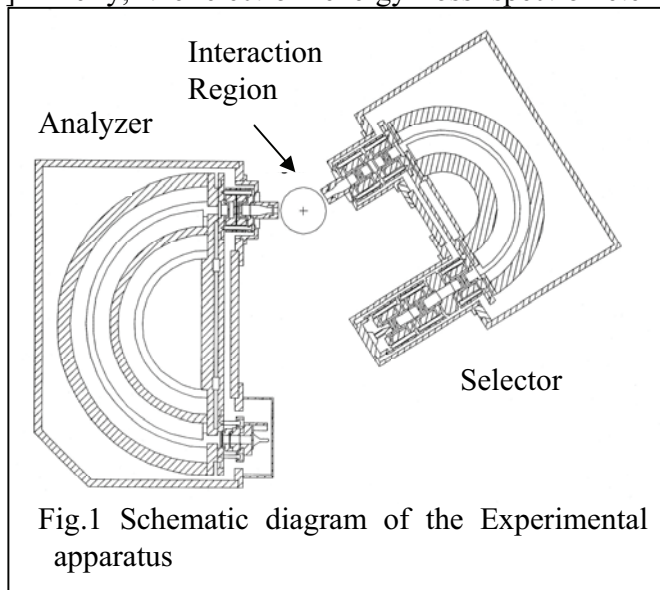 Interaction
Region
Analyzer
Selector
Fig.1 Schematic diagram of the Experimental
apparatus